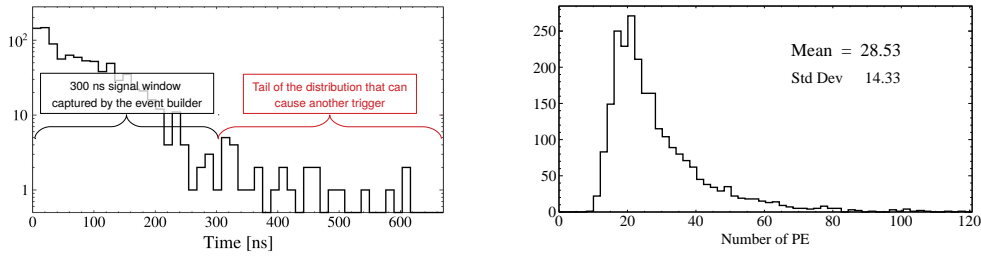 10²
10
1
300 ns signal window
captured by the event builder
Tail of the distribution that can
cause another trigger
0 100 200 300 400 500 600
Time [ns]
250
200
150
100
50
0
Mean = 28.53
Std Dev 14.33
0 20 40 60 80 100 120
Number of PE